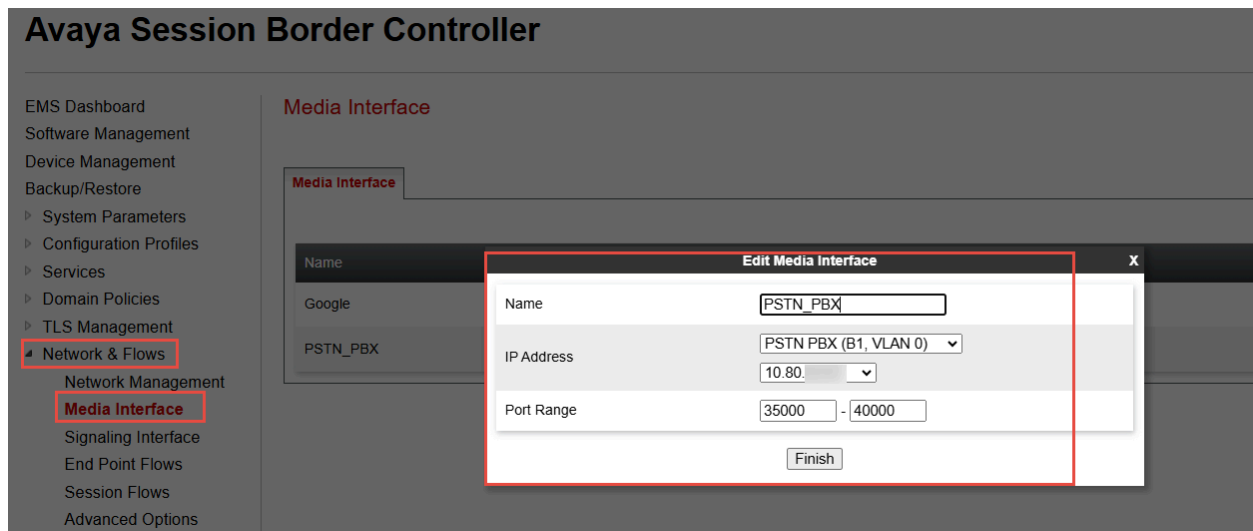 Avaya Session Border Controller
EMS Dashboard
Software Management
Device Management
Backup/Restore
System Parameters
Configuration Profiles
Services
Domain Policies
TLS Management
Network & Flows
Network Management
Media Interface
Signaling Interface
End Point Flows
Session Flows
Advanced Options
Media Interface
Media Interface
Name
Google
PSTN_PBX
Edit Media Interface X
Name PSTN_PBX
IP Address PSTN PBX (B1, VLAN 0)
10.80.
Port Range 35000 - 40000
Finish